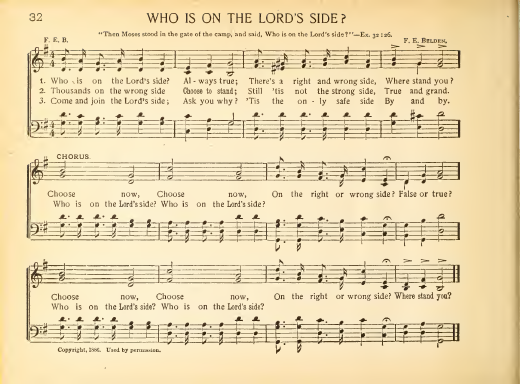 32 WHO IS ON THE LORD'S SIDE?
"Then Moses stood in the gate of the camp, and said, Who is on the Lord's side?"—Ex. 32:26.
F. E. B. F. E. BELDEN.
1. Who is on the Lord's side? Al-ways true; There's a right and wrong side, Where stand you?
2. Thousands on the wrong side Choose to stand; Still 'tis not the strong side, True and grand.
3. Come and join the Lord's side; Ask you why? 'Tis the on-ly safe side By and by.
CHORUS.
Choose now, Choose now, On the right or wrong side? False or true?
Who is on the Lord's side? Who is on the Lord's side?
Choose now, Choose now, On the right or wrong side? Where stand you?
Who is on the Lord's side? Who is on the Lord's side?
Copyright, 1886. Used by permission.